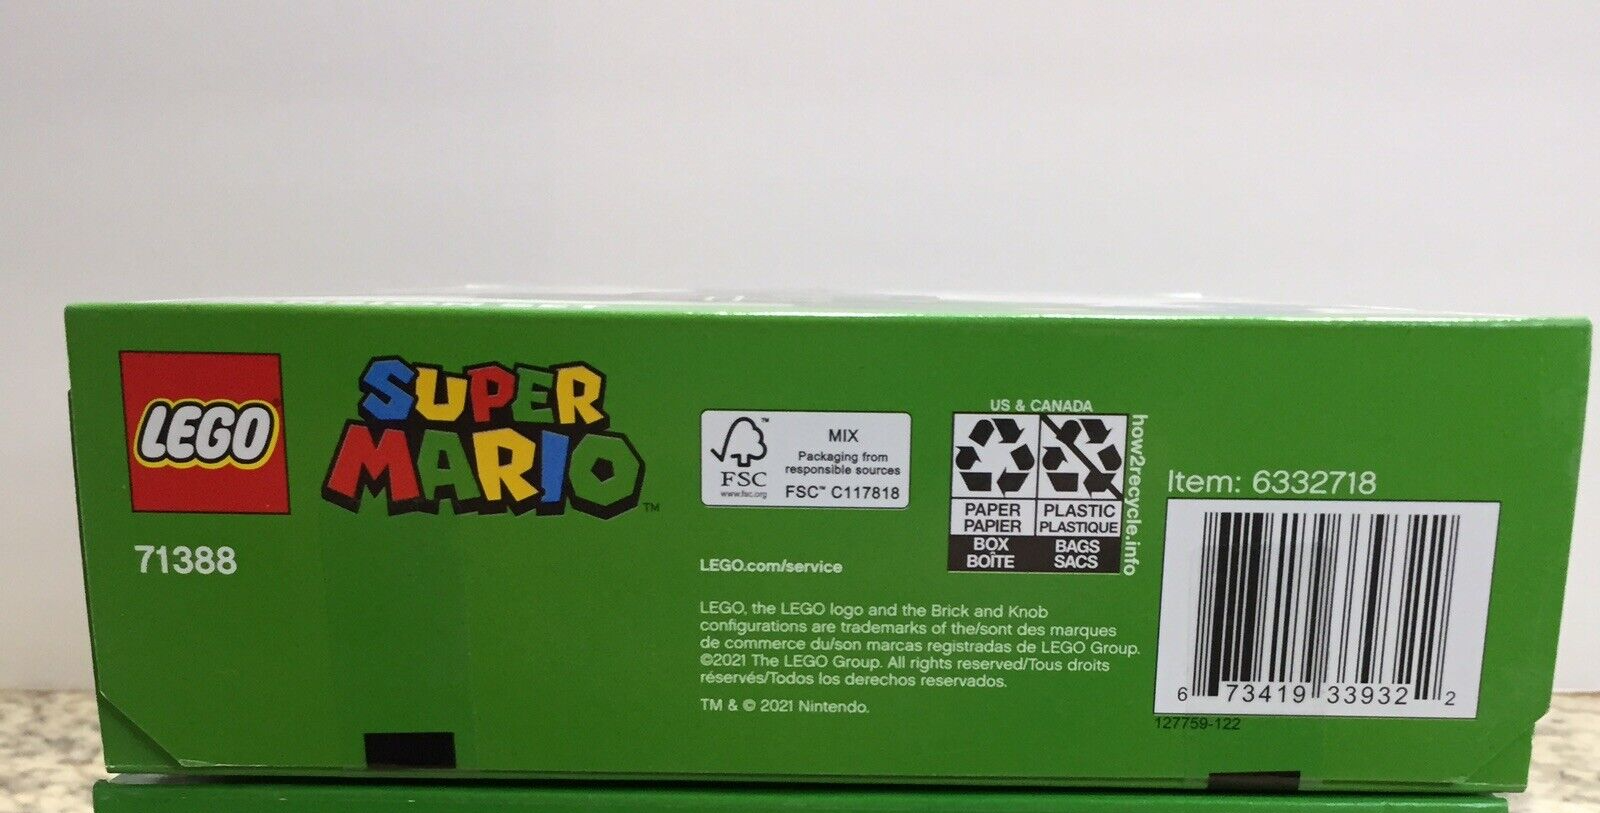 LEGO
SUPER
MARIO™
71388
FSC™
www.fsc.org
MIX
Packaging from
responsible sources
FSC™ C117818
LEGO.com/service
LEGO, the LEGO logo and the Brick and Knob
configurations are trademarks of the/sont des marques
de commerce du/son marcas registradas de LEGO Group.
©2021 The LEGO Group. All rights reserved/Tous droits
réservés/Todos los derechos reservados.
TM & © 2021 Nintendo.
US & CANADA
PAPER
PAPIER
BOX
BOÎTE
PLASTIC
PLASTIQUE
BAGS
SACS
how2recycle.info
Item: 6332718
6 73419 33932 2
127759-122